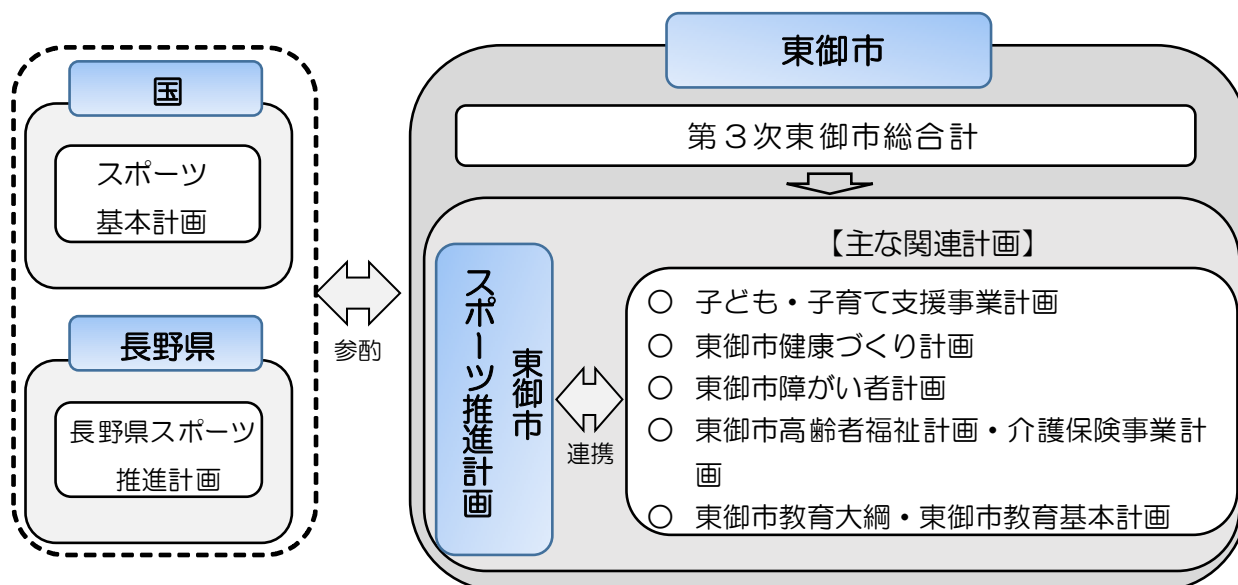 国
スポーツ
基本計画
長野県
長野県スポーツ
推進計画
参酌
東御市
第３次東御市総合計
東御市
スポーツ推進計画
連携
【主な関連計画】
〇 子ども・子育て支援事業計画
〇 東御市健康づくり計画
〇 東御市障がい者計画
〇 東御市高齢者福祉計画・介護保険事業計
画
〇 東御市教育大綱・東御市教育基本計画